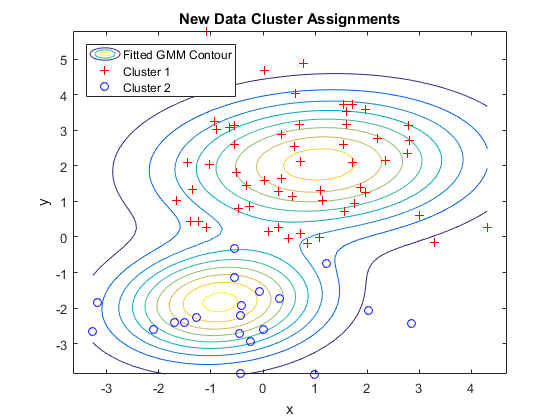 New Data Cluster Assignments
Fitted GMM Contour
Cluster 1
Cluster 2
5
4
3
2
1
0
-1
-2
-3
y
-3 -2 -1 0 1 2 3 4
x